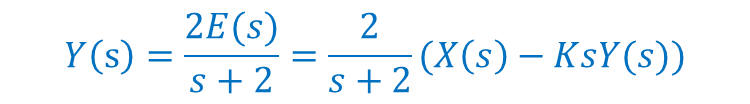 Y(s) = 2E(s)/(s + 2) = 2/(s + 2) (X(s) − KsY(s))